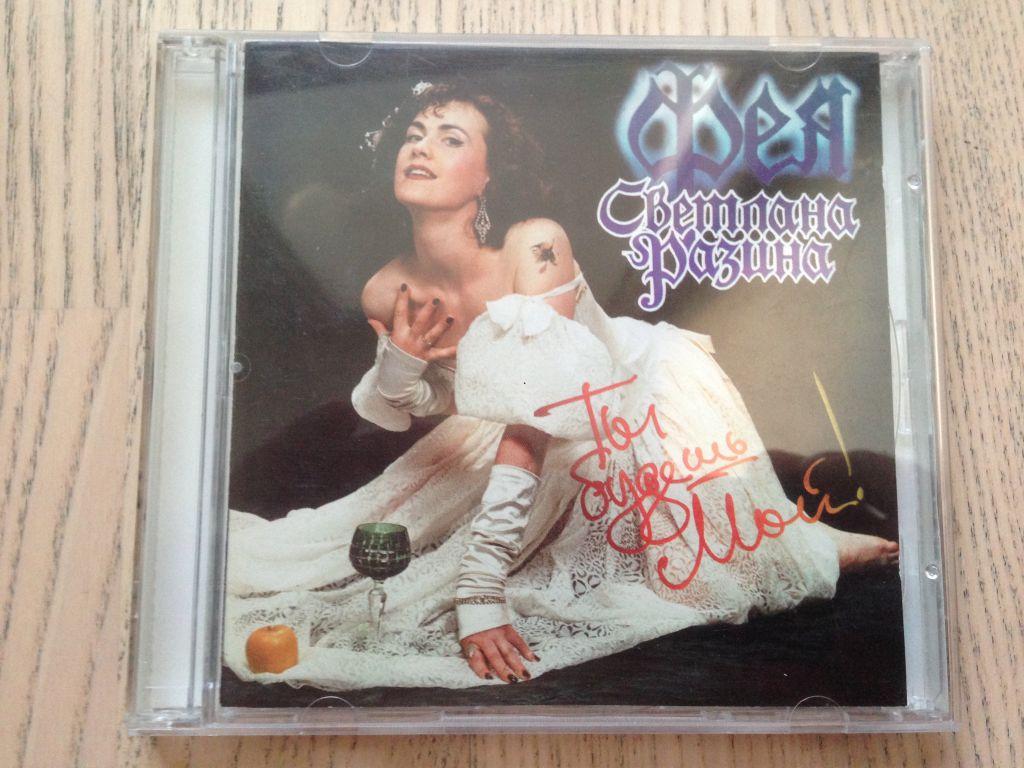 Фея
Светлана
Разина
Ты
будешь
Мой!